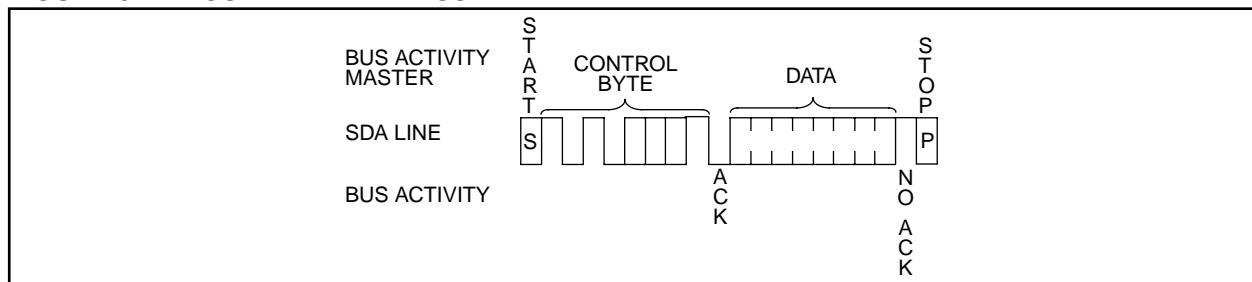 START
STOP
BUS ACTIVITY
MASTER
CONTROL
BYTE
DATA
SDA LINE
S
P
BUS ACTIVITY
ACK
NO ACK